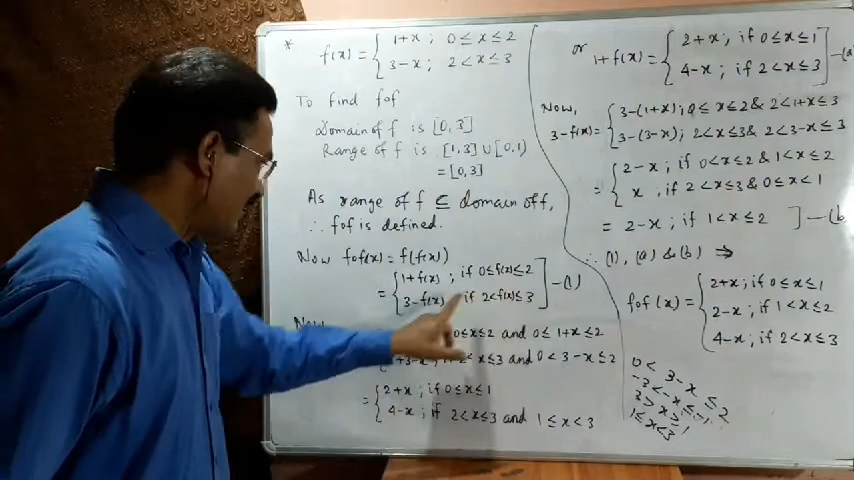 * f(x) = { 1+x ; 0 ≤ x ≤ 2
3-x ; 2 < x ≤ 3
To find fof
Domain of f is [0, 3]
Range of f is [1, 3] ∪ [0, 1)
= [0, 3]
As range of f ⊆ domain of f,
∴ fof is defined.
Now fof(x) = f(f(x))
= { 1+f(x) ; if 0≤f(x)≤2
3-f(x) if 2<f(x)≤3 ] -(1)
Now
0≤x≤2 and 0≤ 1+x ≤2
1+3-x ; 2<x≤3 and 0 < 3-x ≤ 2
= { 2+x ; if 0≤x≤1
4-x ; if 2<x≤3 and 1≤x<3
or 1+f(x) = { 2+x ; if 0≤x≤1
4-x ; if 2<x≤3 ] -(a
Now,
3-f(x) = { 3-(1+x) ; 0≤ x≤2 & 2<1+x≤3
3-(3-x) ; 2<x≤3 & 2<3-x≤3
= { 2-x ; if 0<x≤2 & 1<x≤2
x ; if 2<x≤3 & 0≤x<1
= 2-x ; if 1<x≤2 ] -(b
∴ (1), (a) & (b) ⇒
fof(x) = { 2+x ; if 0≤x≤1
2-x ; if 1<x≤2
4-x ; if 2<x≤3
0 < 3-x ≤ 2
-3 < -x ≤ -1
3 > x ≥ 1
1 ≤ x < 3